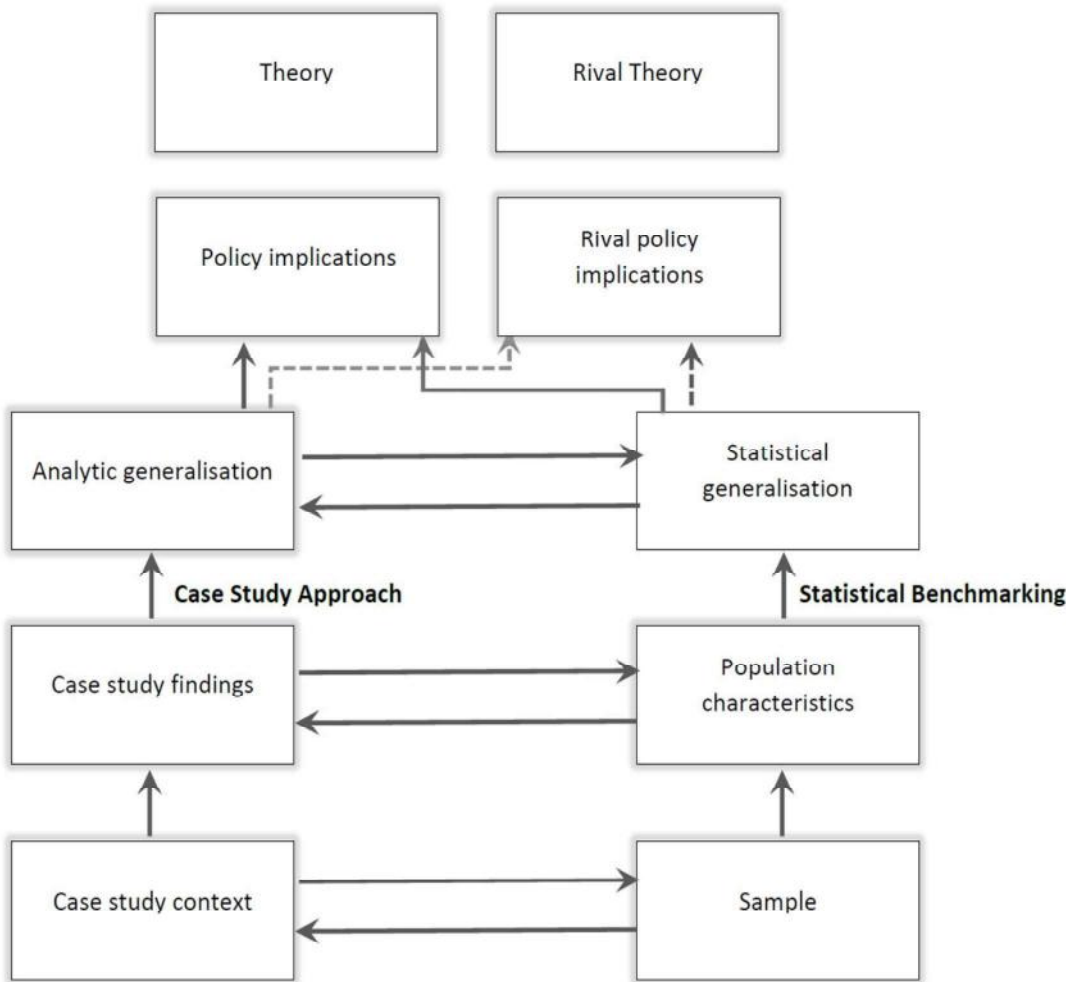 Theory
Rival Theory
Policy implications
Rival policy
implications
Analytic generalisation
Statistical
generalisation
Case Study Approach
Statistical Benchmarking
Case study findings
Population
characteristics
Case study context
Sample